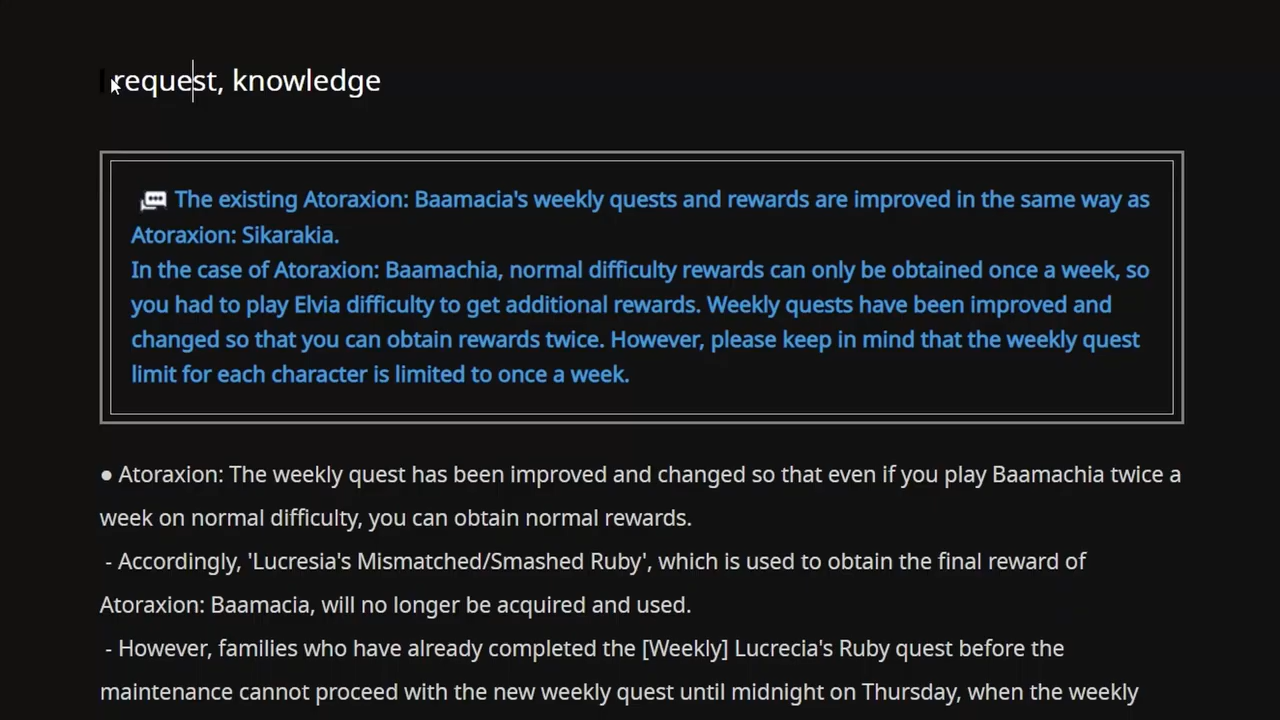 request, knowledge
The existing Atoraxion: Baamacia's weekly quests and rewards are improved in the same way as
Atoraxion: Sikarakia.
In the case of Atoraxion: Baamachia, normal difficulty rewards can only be obtained once a week, so
you had to play Elvia difficulty to get additional rewards. Weekly quests have been improved and
changed so that you can obtain rewards twice. However, please keep in mind that the weekly quest
limit for each character is limited to once a week.
● Atoraxion: The weekly quest has been improved and changed so that even if you play Baamachia twice a
week on normal difficulty, you can obtain normal rewards.
- Accordingly, 'Lucresia's Mismatched/Smashed Ruby', which is used to obtain the final reward of
Atoraxion: Baamacia, will no longer be acquired and used.
- However, families who have already completed the [Weekly] Lucrecia's Ruby quest before the
maintenance cannot proceed with the new weekly quest until midnight on Thursday, when the weekly